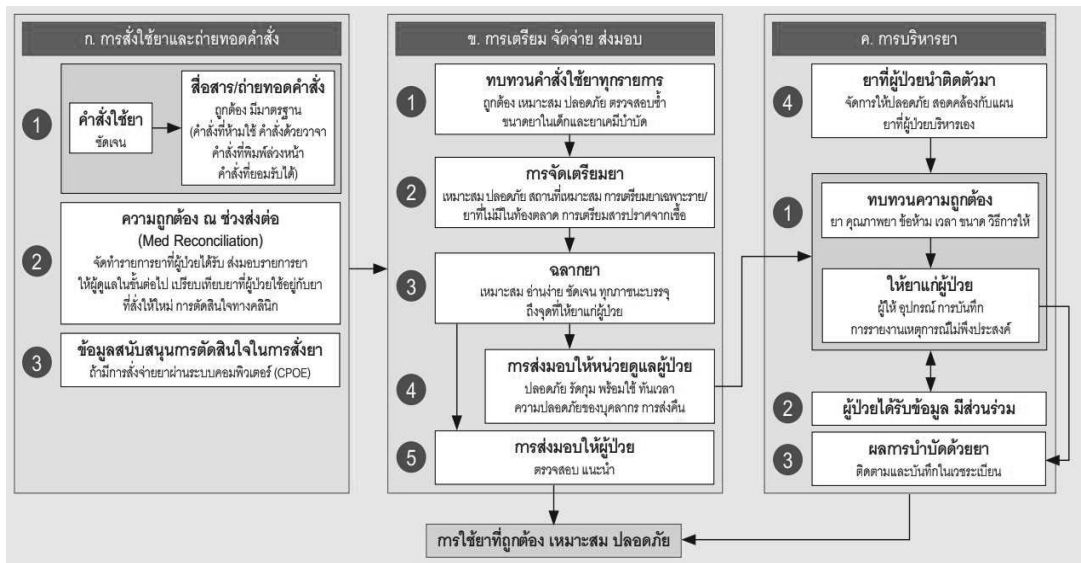 ก. การสั่งใช้ยาและถ่ายทอดคำสั่ง
1
คำสั่งใช้ยา
ชัดเจน
สื่อสาร/ถ่ายทอดคำสั่ง
ถูกต้อง มีมาตรฐาน
(คำสั่งที่ห้ามใช้ คำสั่งด้วยวาจา
คำสั่งที่พิมพ์ล่วงหน้า
คำสั่งที่ยอมรับได้)
2
ความถูกต้อง ณ ช่วงส่งต่อ
(Med Reconciliation)
จัดทำรายการยาที่ผู้ป่วยได้รับ ส่งมอบรายการยา
ให้ผู้ดูแลในขั้นต่อไป เปรียบเทียบยาที่ผู้ป่วยใช้อยู่กับยา
ที่สั่งให้ใหม่ การตัดสินใจทางคลินิก
3
ข้อมูลสนับสนุนการตัดสินใจในการสั่งยา
ถ้ามีการสั่งจ่ายยาผ่านระบบคอมพิวเตอร์ (CPOE)
ข. การเตรียม จัดจ่าย ส่งมอบ
1
ทบทวนคำสั่งใช้ยาทุกรายการ
ถูกต้อง เหมาะสม ปลอดภัย ตรวจสอบซ้ำ
ขนาดยาในเด็กและยาเคมีบำบัด
2
การจัดเตรียมยา
เหมาะสม ปลอดภัย สถานที่เหมาะสม การเตรียมยาเฉพาะราย/
ยาที่ไม่มีในท้องตลาด การเตรียมสารปราศจากเชื้อ
3
ฉลากยา
เหมาะสม อ่านง่าย ชัดเจน ทุกภาชนะบรรจุ
ถึงจุดที่ให้ยาแก่ผู้ป่วย
4
การส่งมอบให้หน่วยดูแลผู้ป่วย
ปลอดภัย รัดกุม พร้อมใช้ ทันเวลา
ความปลอดภัยของบุคลากร การส่งคืน
5
การส่งมอบให้ผู้ป่วย
ตรวจสอบ แนะนำ
ค. การบริหารยา
4
ยาที่ผู้ป่วยนำติดตัวมา
จัดการให้ปลอดภัย สอดคล้องกับแผน
ยาที่ผู้ป่วยบริหารเอง
1
ทบทวนความถูกต้อง
ยา คุณภาพยา ข้อห้าม เวลา ขนาด วิธีการให้
ให้ยาแก่ผู้ป่วย
ผู้ให้ อุปกรณ์ การบันทึก
การรายงานเหตุการณ์ไม่พึงประสงค์
2
ผู้ป่วยได้รับข้อมูล มีส่วนร่วม
3
ผลการบำบัดด้วยยา
ติดตามและบันทึกในเวชระเบียน
การใช้ยาที่ถูกต้อง เหมาะสม ปลอดภัย